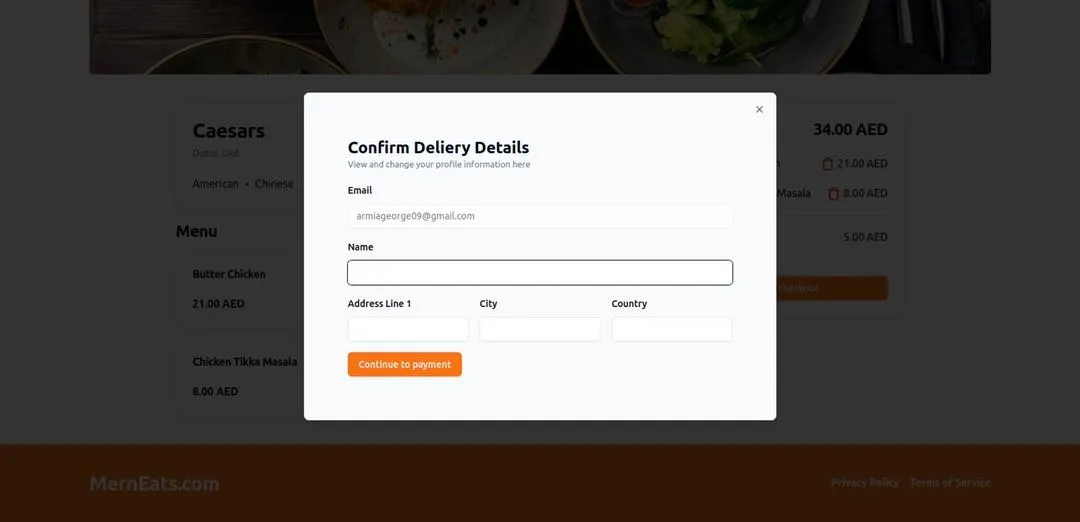 Caesars
Dubai, UAE
American • Chinese
Menu
Butter Chicken
21.00 AED
Chicken Tikka Masala
8.00 AED
Confirm Deliery Details
View and change your profile information here
Email
armiageorge09@gmail.com
Name
Address Line 1
City
Country
Continue to payment
34.00 AED
21.00 AED
Masala
8.00 AED
5.00 AED
checkout
MernEats.com
Privacy Policy
Terms of Service